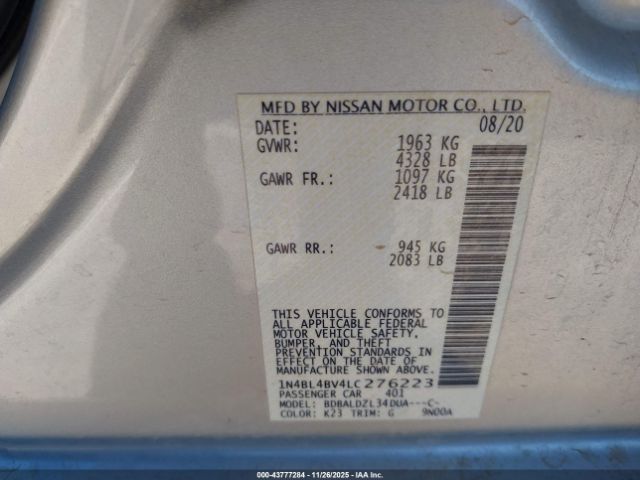 MFD BY NISSAN MOTOR CO., LTD.
DATE: 08/20
GVWR: 1963 KG
4328 LB
GAWR FR.: 1097 KG
2418 LB
GAWR RR.: 945 KG
2083 LB
THIS VEHICLE CONFORMS TO
ALL APPLICABLE FEDERAL
MOTOR VEHICLE SAFETY,
BUMPER, AND THEFT
PREVENTION STANDARDS IN
EFFECT ON THE DATE OF
MANUFACTURE SHOWN ABOVE.
1N4BL4BV4LC276223
PASSENGER CAR 401
MODEL: BDBALDZL34DUA---C-
COLOR: K23 TRIM: G 9N00A
© 00-43777284 - 11/26/2025 - IAA Inc.